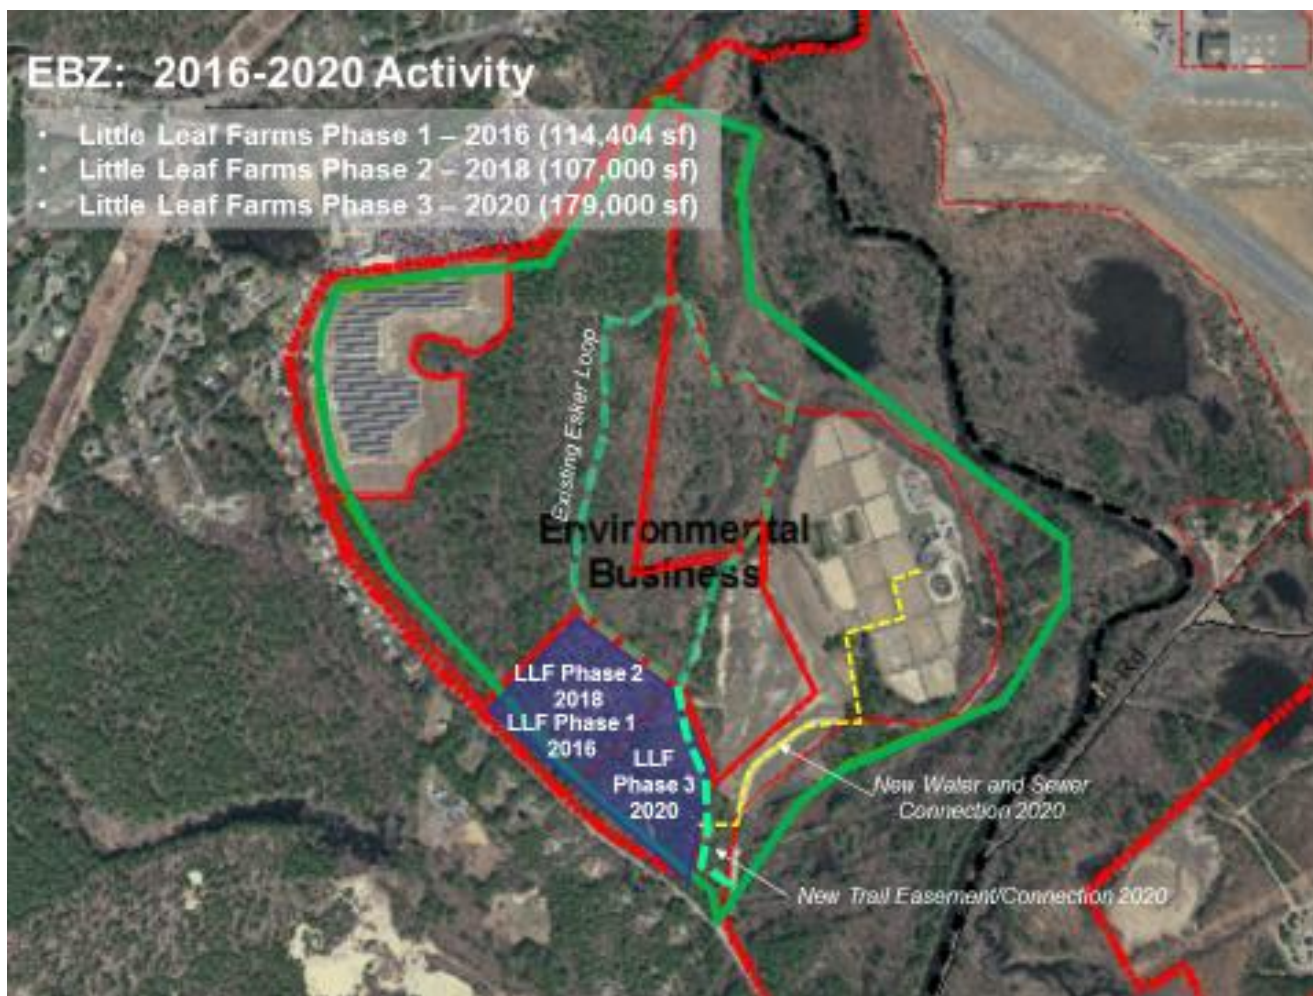 EBZ: 2016-2020 Activity
• Little Leaf Farms Phase 1 – 2016 (114,404 sf)
• Little Leaf Farms Phase 2 – 2018 (107,000 sf)
• Little Leaf Farms Phase 3 – 2020 (179,000 sf)
Existing Esker Loop
Environmental
Business
LLF Phase 2
2018
LLF Phase 1
2016
LLF
Phase 3
2020
New Water and Sewer
Connection 2020
New Trail Easement/Connection 2020
Rd